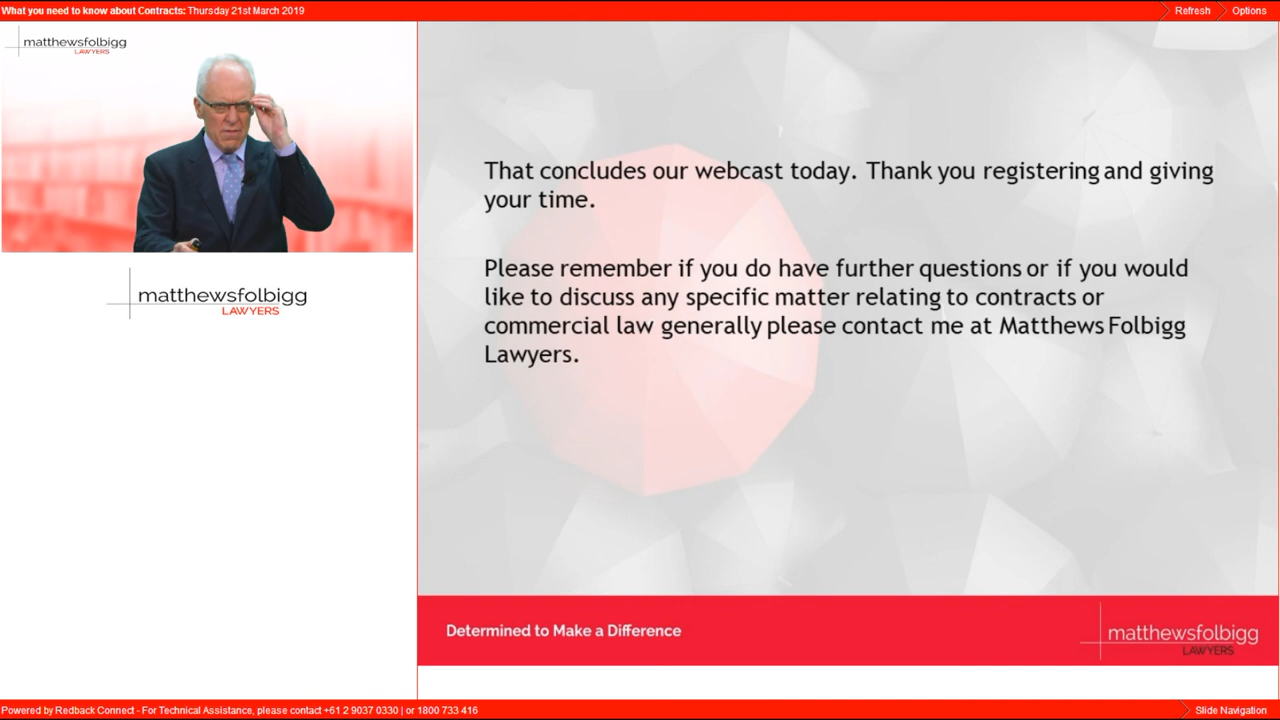 What you need to know about Contracts: Thursday 21st March 2019
Refresh
Options
matthewsfolbigg
LAWYERS
matthewsfolbigg
LAWYERS
That concludes our webcast today. Thank you registering and giving
your time.
Please remember if you do have further questions or if you would
like to discuss any specific matter relating to contracts or
commercial law generally please contact me at Matthews Folbigg
Lawyers.
Determined to Make a Difference
matthewsfolbigg
LAWYERS
Powered by Redback Connect - For Technical Assistance, please contact +61 2 9037 0330 | or 1800 733 416
Slide Navigation